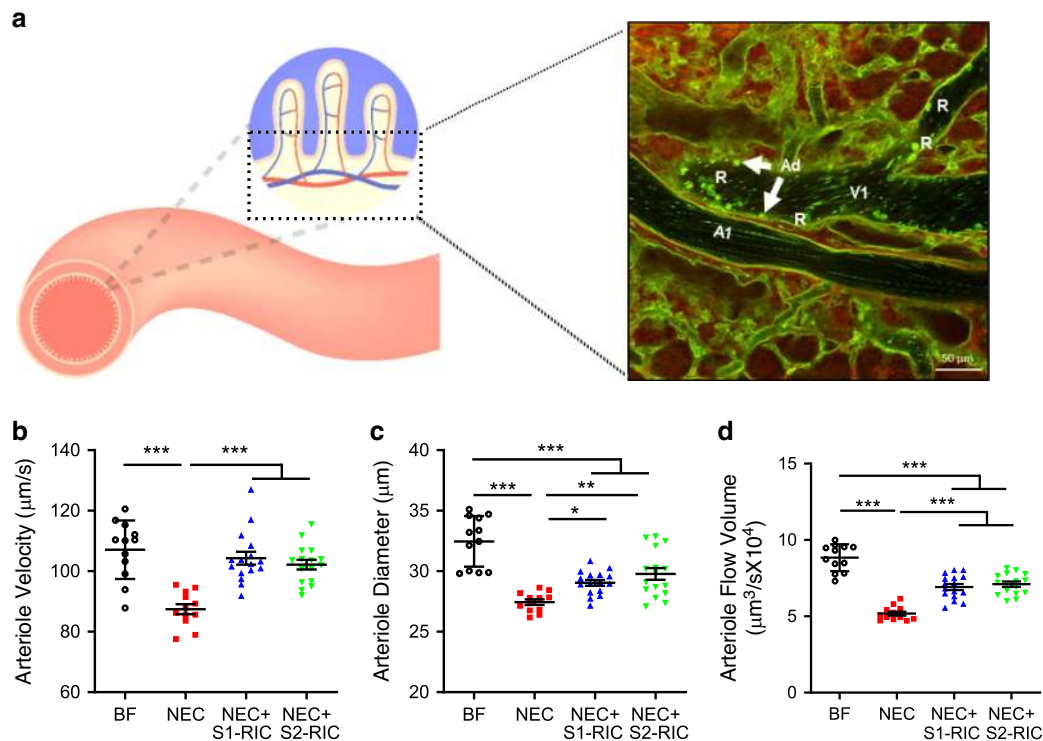 a
R
R
Ad
R
V1
R
A1
50 μm
b
140
120
100
80
60
Arteriole Velocity (μm/s)
***
***
BF
NEC
NEC+
S1-RIC
NEC+
S2-RIC
c
40
35
30
25
20
Arteriole Diameter (μm)
***
***
**
*
BF
NEC
NEC+
S1-RIC
NEC+
S2-RIC
d
15
10
5
0
Arteriole Flow Volume
(μm³/sX10⁴)
***
***
***
BF
NEC
NEC+
S1-RIC
NEC+
S2-RIC